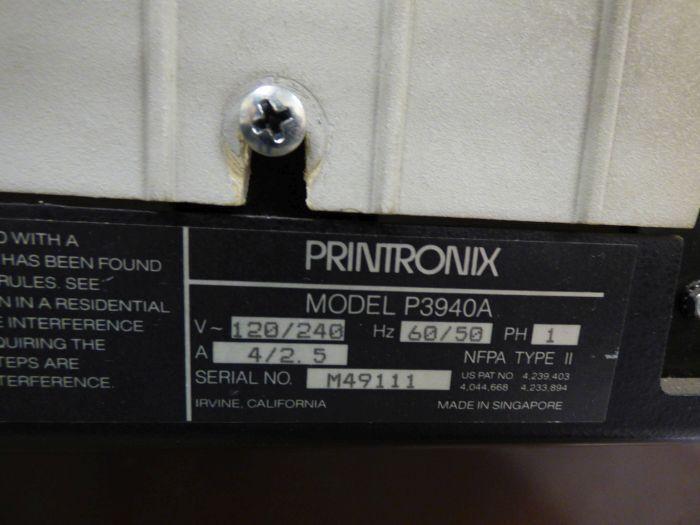 D WITH A
HAS BEEN FOUND
RULES. SEE
N IN A RESIDENTIAL
E INTERFERENCE
QUIRING THE
TEPS ARE
TERFERENCE.
PRINTRONIX
MODEL P3940A
V~ 120/240 Hz 60/50 PH 1
A 4/2.5 NFPA TYPE II
SERIAL NO. M49111 US PAT NO 4,239,403
4,044,668 4,233,894
IRVINE, CALIFORNIA MADE IN SINGAPORE